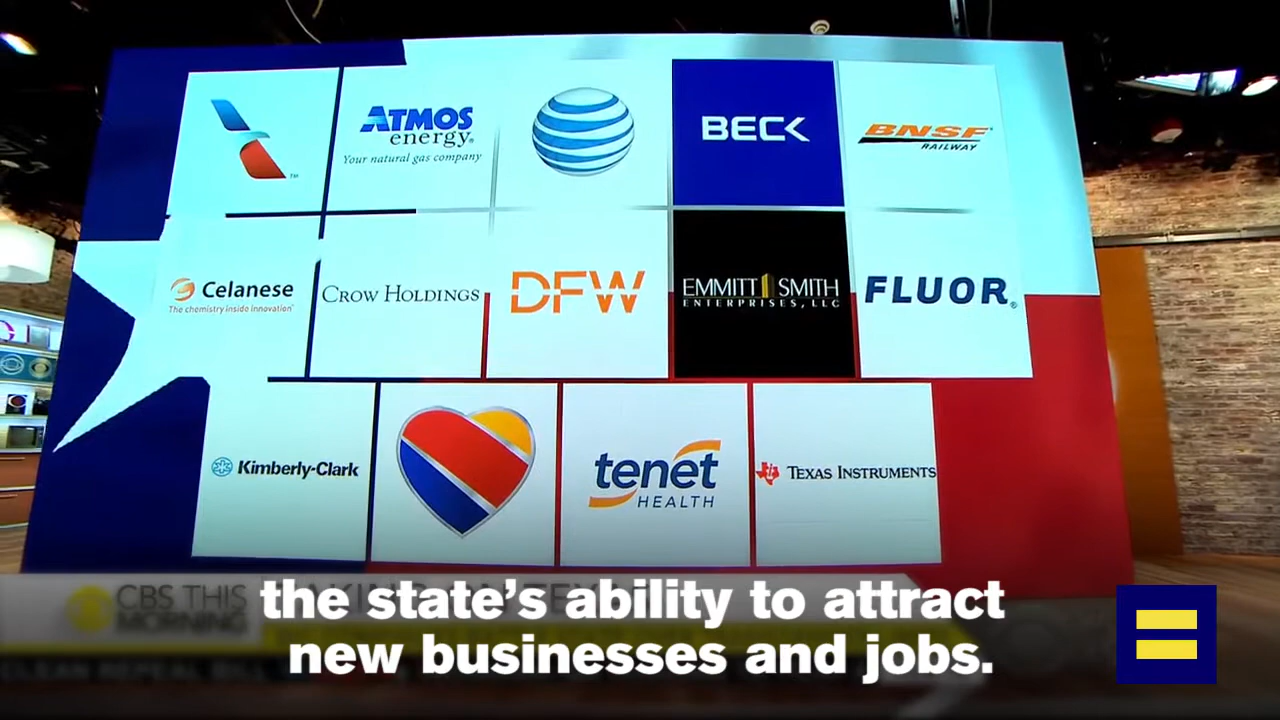 ATMOS
energy
Your natural gas company
BECK
BNSF
RAILWAY
TM
Celanese
The chemistry inside innovation
CROW HOLDINGS
DFW
EMMITT SMITH
ENTERPRISES, LLC
FLUOR
Kimberly-Clark
tenet
HEALTH
TEXAS INSTRUMENTS
CBS THIS
MORNING
the state's ability to attract
new businesses and jobs.